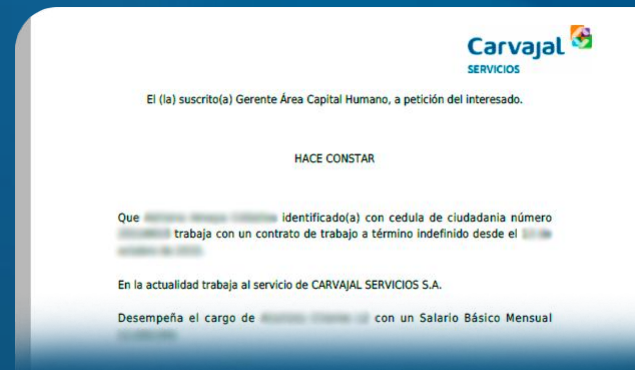 Carvajal
SERVICIOS
El (la) suscrito(a) Gerente Área Capital Humano, a petición del interesado.
HACE CONSTAR
Que identificado(a) con cedula de ciudadania número
trabaja con un contrato de trabajo a término indefinido desde el
En la actualidad trabaja al servicio de CARVAJAL SERVICIOS S.A.
Desempeña el cargo de con un Salario Básico Mensual